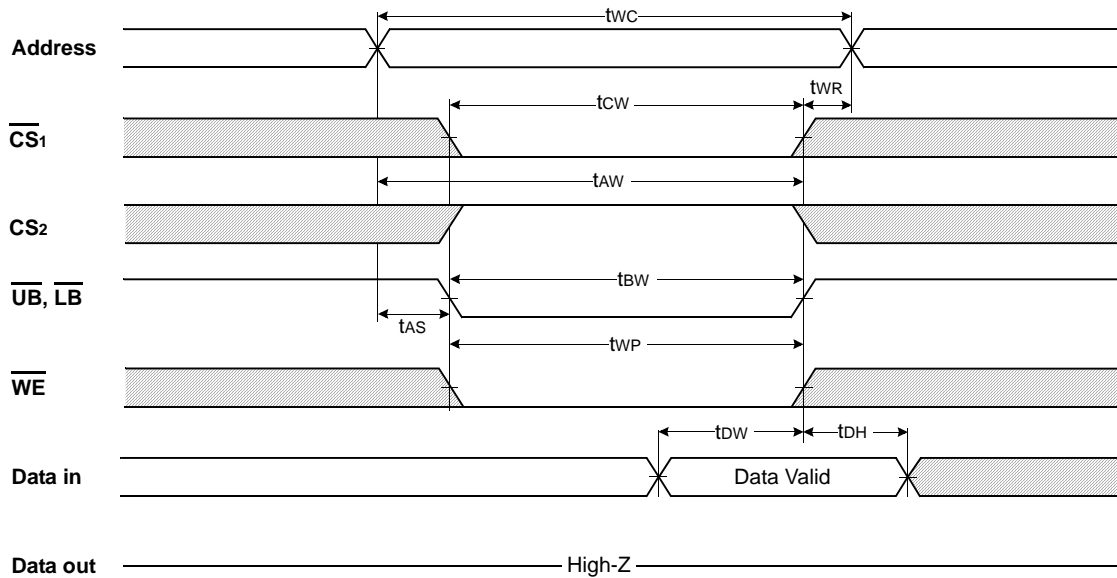 tWC
Address
tWR
tCW
CS1
tAW
CS2
tBW
UB, LB
tAS
tWP
WE
tDW
tDH
Data in
Data Valid
Data out
High-Z